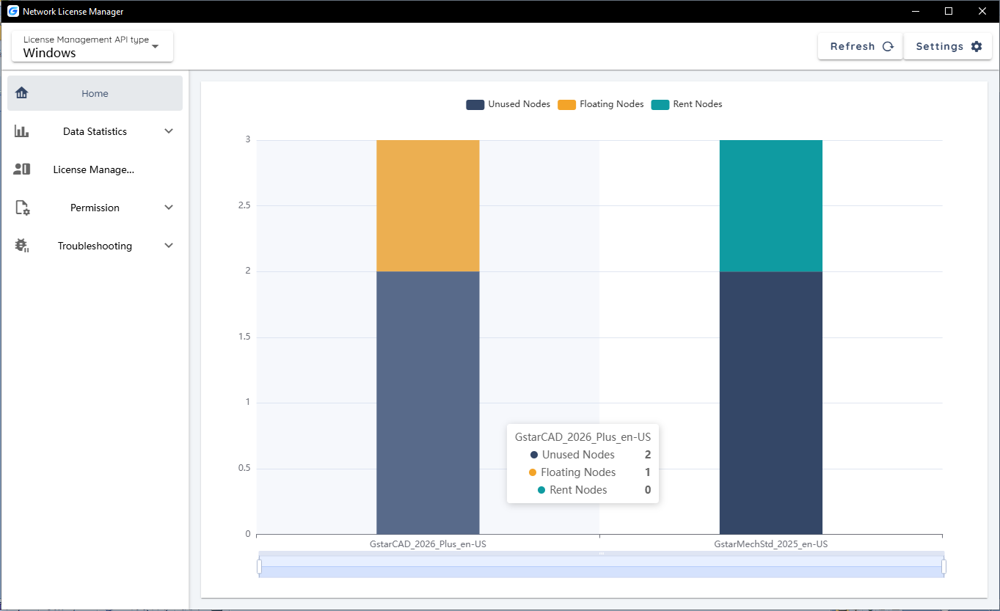 Network License Manager
License Management API type
Windows
Refresh
Settings
Home
Data Statistics
License Manage...
Permission
Troubleshooting
Unused Nodes Floating Nodes Rent Nodes
3
2.5
2
1.5
1
0.5
0
GstarCAD_2026_Plus_en-US
Unused Nodes 2
Floating Nodes 1
Rent Nodes 0
GstarCAD_2026_Plus_en-US GstarMechStd_2025_en-US